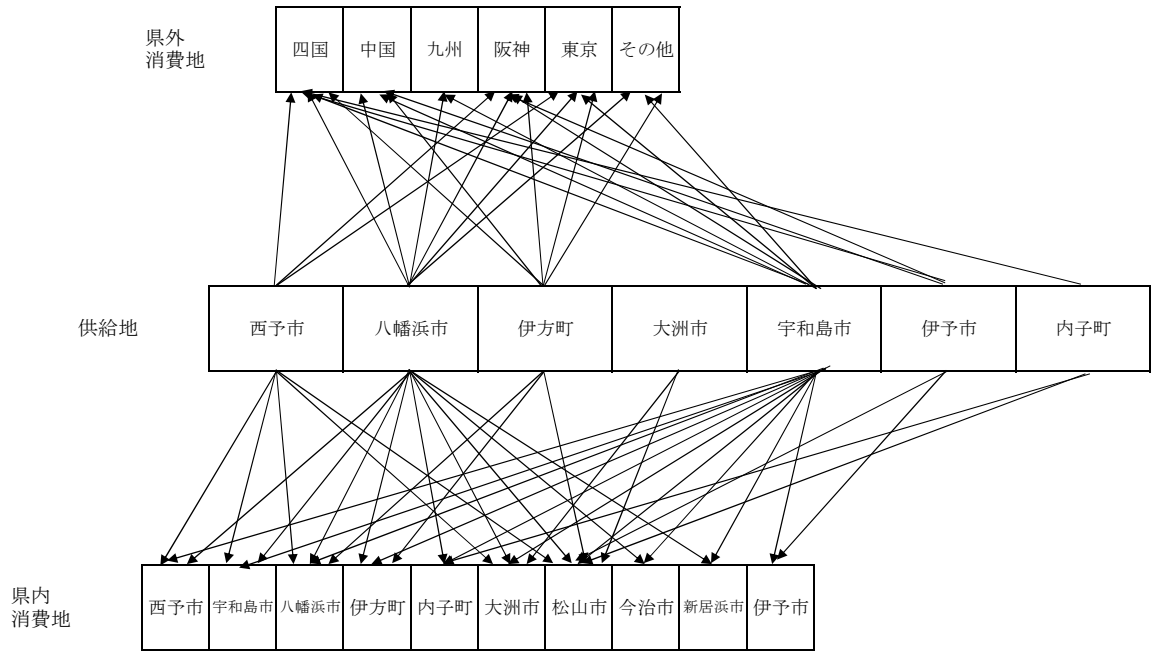 県外
消費地
四国 中国 九州 阪神 東京 その他
供給地
西予市 八幡浜市 伊方町 大洲市 宇和島市 伊予市 内子町
県内
消費地
西予市 宇和島市 八幡浜市 伊方町 内子町 大洲市 松山市 今治市 新居浜市 伊予市